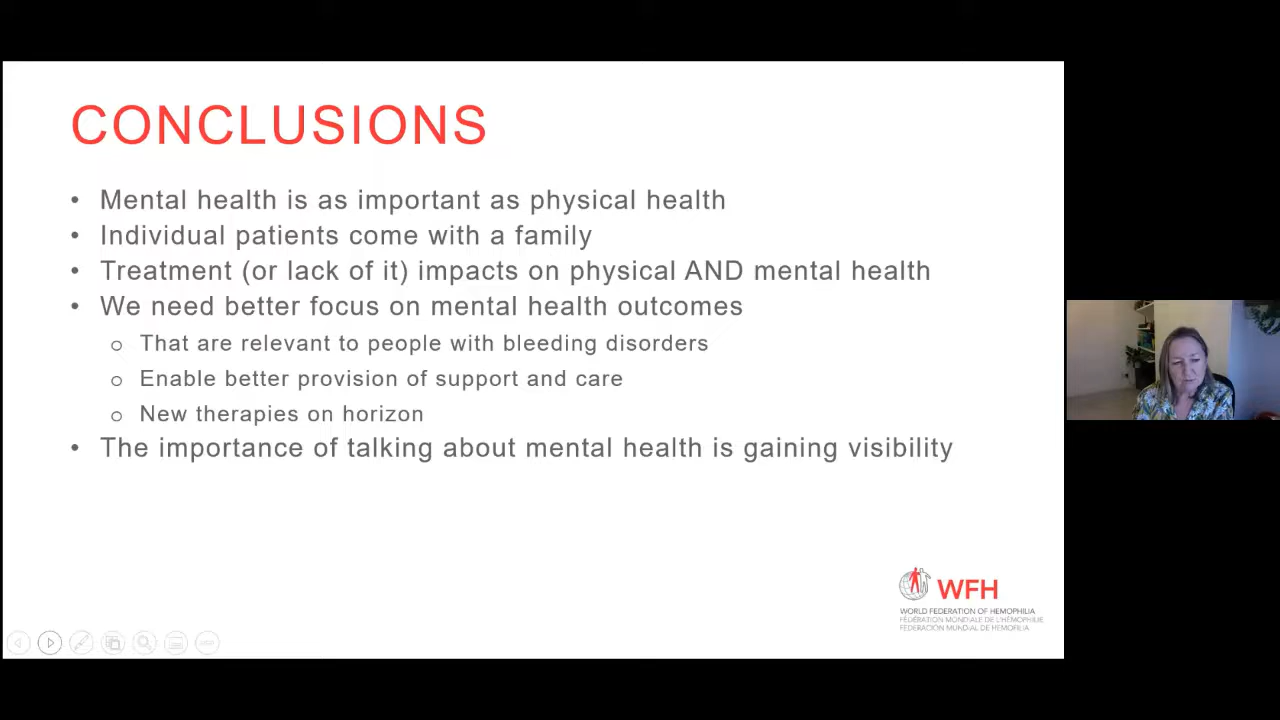 CONCLUSIONS
• Mental health is as important as physical health
• Individual patients come with a family
• Treatment (or lack of it) impacts on physical AND mental health
• We need better focus on mental health outcomes
o That are relevant to people with bleeding disorders
o Enable better provision of support and care
o New therapies on horizon
• The importance of talking about mental health is gaining visibility
WFH
WORLD FEDERATION OF HEMOPHILIA
FÉDÉRATION MONDIALE DE L'HÉMOPHILIE
FEDERACIÓN MUNDIAL DE HEMOFILIA